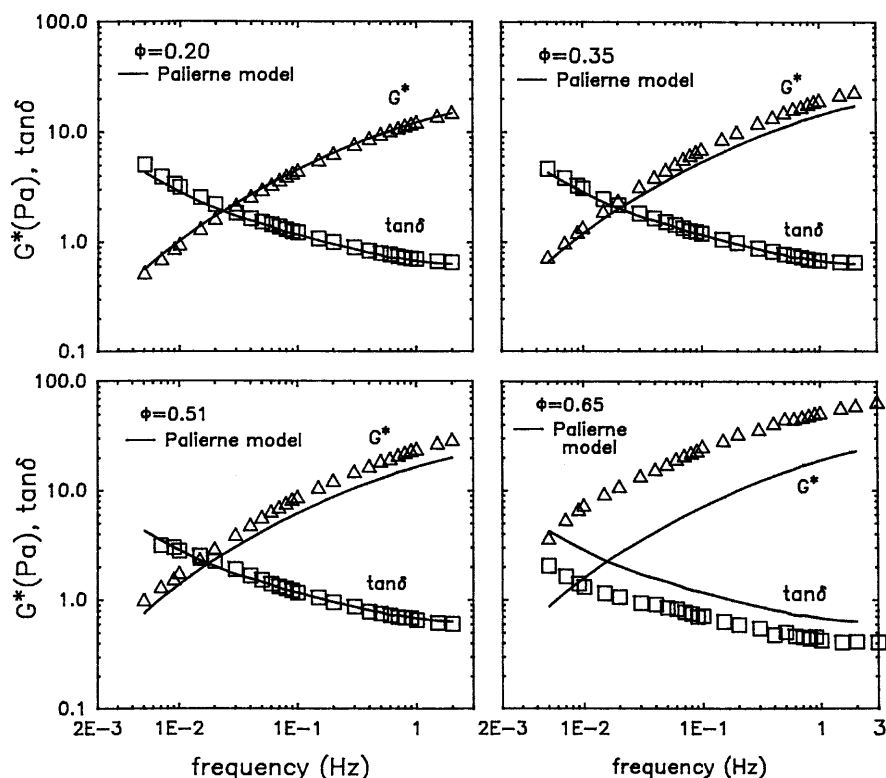 100.0
10.0
1.0
0.1
G*(Pa), tanδ
ϕ=0.20
Palierne model
G*
tanδ
ϕ=0.35
Palierne model
G*
tanδ
100.0
10.0
1.0
0.1
G*(Pa), tanδ
ϕ=0.51
Palierne model
G*
tanδ
2E-3 1E-2 1E-1 1
frequency (Hz)
ϕ=0.65
Palierne
model
G*
tanδ
2E-3 1E-2 1E-1 1 3
frequency (Hz)